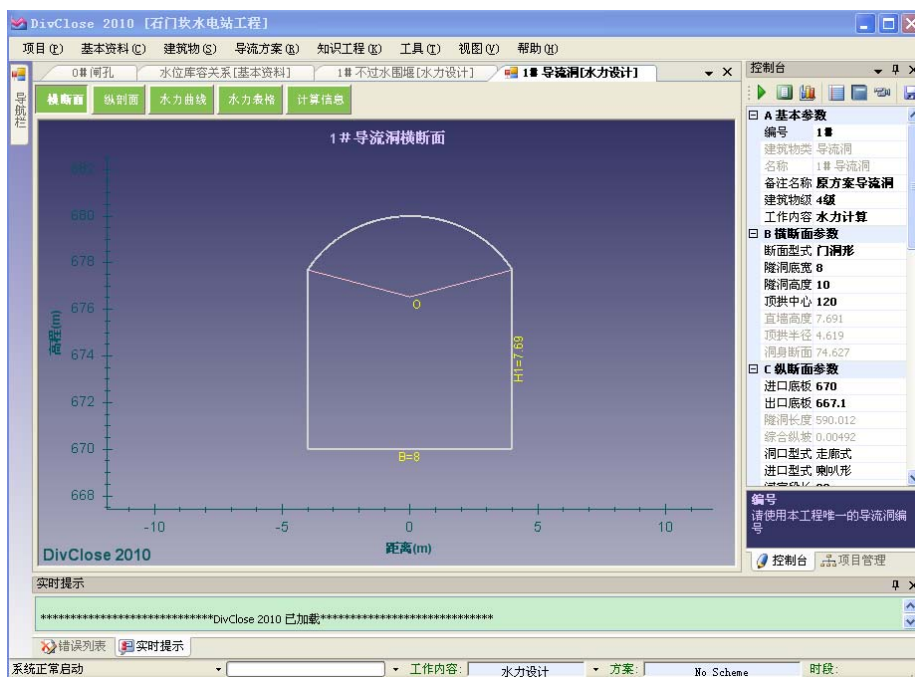 DivClose 2010 [石门坎水电站工程]
项目(P) 基本资料(C) 建筑物(S) 导流方案(R) 知识工程(K) 工具(T) 视图(V) 帮助(H)
导航栏
0#闸孔 水位库容关系[基本资料] 1#不过水围堰[水力设计] 1#导流洞[水力设计]
横断面 纵剖面 水力曲线 水力表格 计算信息
1#导流洞横断面
680
678
676
674
672
670
668
高程(m)
O
H1=7.69
B=8
-10 -5 0 5 10
距离(m)
DivClose 2010
控制台
A 基本参数
编号 1#
建筑物类 导流洞
名称 1#导流洞
备注名称 原方案导流洞
建筑物级 4级
工作内容 水力计算
B 横断面参数
断面型式 门洞形
隧洞底宽 8
隧洞高度 10
顶拱中心 120
直墙高度 7.691
顶拱半径 4.619
洞身断面 74.627
C 纵断面参数
进口底板 670
出口底板 667.1
隧洞长度 590.012
综合纵坡 0.00492
洞口型式 走廊式
进口型式 喇叭形
编号
请使用本工程唯一的导流洞编号
控制台 项目管理
实时提示
*****************************DivClose 2010 已加载*****************************
错误列表 实时提示
系统正常启动 工作内容: 水力设计 方案: No Scheme 时段: